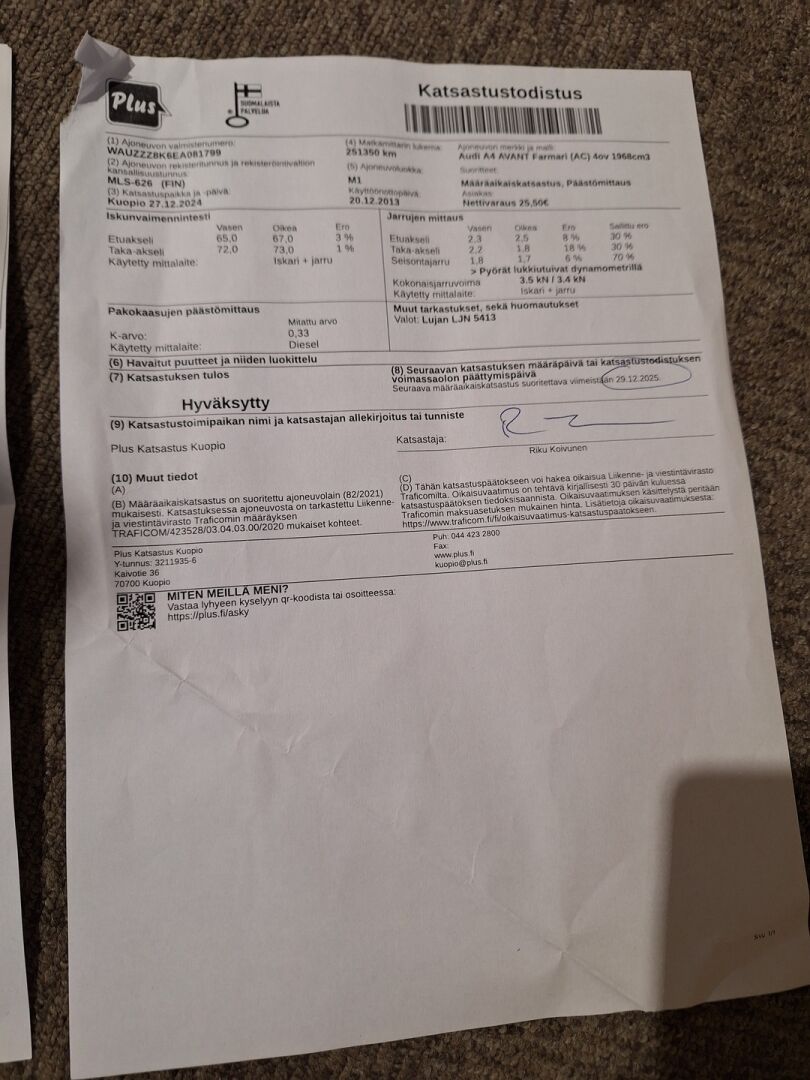 Plus
SUOMALAISTA
PALVELUA
Katsastustodistus
(1) Ajoneuvon valmistenumero:
WAUZZZ8K6EA081799
(4) Matkamittarin lukema:
251350 km
Ajoneuvon merkki ja malli:
Audi A4 AVANT Farmari (AC) 4ov 1968cm3
(2) Ajoneuvon rekisteritunnus ja rekisteröintivaltion
kansallisuustunnus:
MLS-626 (FIN)
(5) Ajoneuvoluokka:
M1
Suoritteet:
Määräaikaiskatsastus, Päästömittaus
(3) Katsastuspaikka ja -päivä:
Kuopio 27.12.2024
Käyttöönottopäivä:
20.12.2013
Asiakas:
Nettivaraus 25,50€
Iskunvaimennintesti
Vasen Oikea Ero
Etuakseli 65,0 67,0 3 %
Taka-akseli 72,0 73,0 1 %
Käytetty mittalaite: Iskari + jarru
Jarrujen mittaus
Vasen Oikea Ero Sallittu ero
Etuakseli 2,3 2,5 8 % 30 %
Taka-akseli 2,2 1,8 18 % 30 %
Seisontajarru 1,8 1,7 6 % 70 %
> Pyörät lukkiutuivat dynamometrillä
Kokonaisjarruvoima 3.5 kN / 3.4 kN
Käytetty mittalaite: Iskari + jarru
Pakokaasujen päästömittaus
Mitattu arvo
K-arvo: 0,33
Käytetty mittalaite: Diesel
Muut tarkastukset, sekä huomautukset
Valot: Lujan LJN 5413
(6) Havaitut puutteet ja niiden luokittelu
(7) Katsastuksen tulos
Hyväksytty
(8) Seuraavan katsastuksen määräpäivä tai katsastustodistuksen
voimassaolon päättymispäivä
Seuraava määräaikaiskatsastus suoritettava viimeistään 29.12.2025.
(9) Katsastustoimipaikan nimi ja katsastajan allekirjoitus tai tunniste
Plus Katsastus Kuopio
Katsastaja:
Riku Koivunen
(10) Muut tiedot
(A)
(B) Määräaikaiskatsastus on suoritettu ajoneuvolain (82/2021)
mukaisesti. Katsastuksessa ajoneuvosta on tarkastettu Liikenne-
ja viestintävirasto Traficomin määräyksen
TRAFICOM/423528/03.04.03.00/2020 mukaiset kohteet.
(C)
(D) Tähän katsastuspäätökseen voi hakea oikaisua Liikenne- ja viestintävirasto
Traficomilta. Oikaisuvaatimus on tehtävä kirjallisesti 30 päivän kuluessa
katsastuspäätöksen tiedoksisaannista. Oikaisuvaatimuksen käsittelystä peritään
Traficomin maksuasetuksen mukainen hinta. Lisätietoja oikaisuvaatimuksesta:
https://www.traficom.fi/fi/oikaisuvaatimus-katsastuspaatokseen.
Plus Katsastus Kuopio
Y-tunnus: 3211935-6
Kaivotie 36
70700 Kuopio
Puh: 044 423 2800
Fax:
www.plus.fi
kuopio@plus.fi
MITEN MEILLÄ MENI?
Vastaa lyhyeen kyselyyn qr-koodista tai osoitteessa:
https://plus.fi/asky
Sivu 1/1